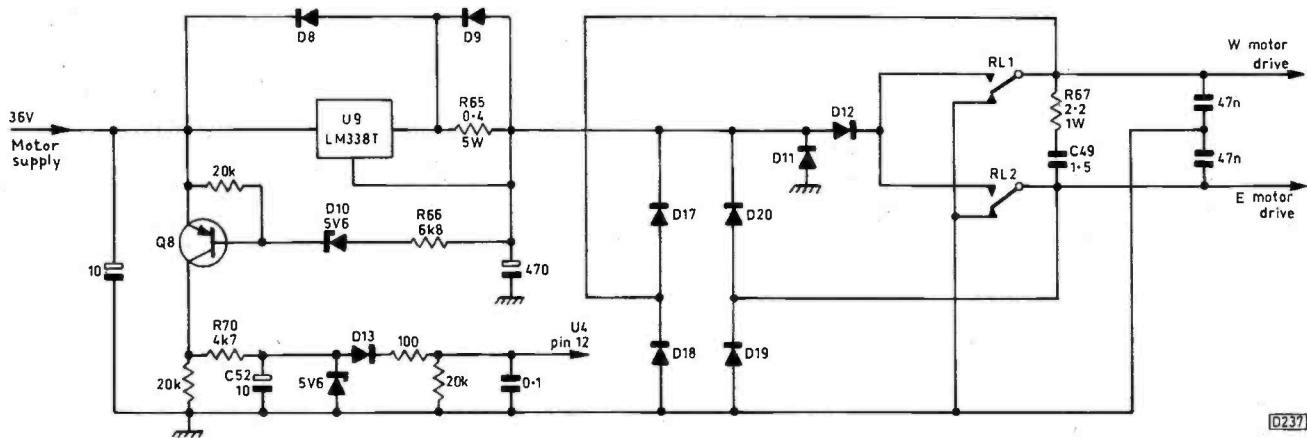 D8
D9
W motor
drive
RL1
R67
2·2
1W
47n
36V
Motor
supply
U9
LM338T
R65
0·4
5W
D12
D11
C49
1·5
47n
20k
RL2
E motor
drive
D10
5V6
R66
6k8
D17
D20
Q8
10
470
R70
4k7
D13
100
U4
pin 12
D18
D19
20k
C52
10
5V6
20k
0·1
D237